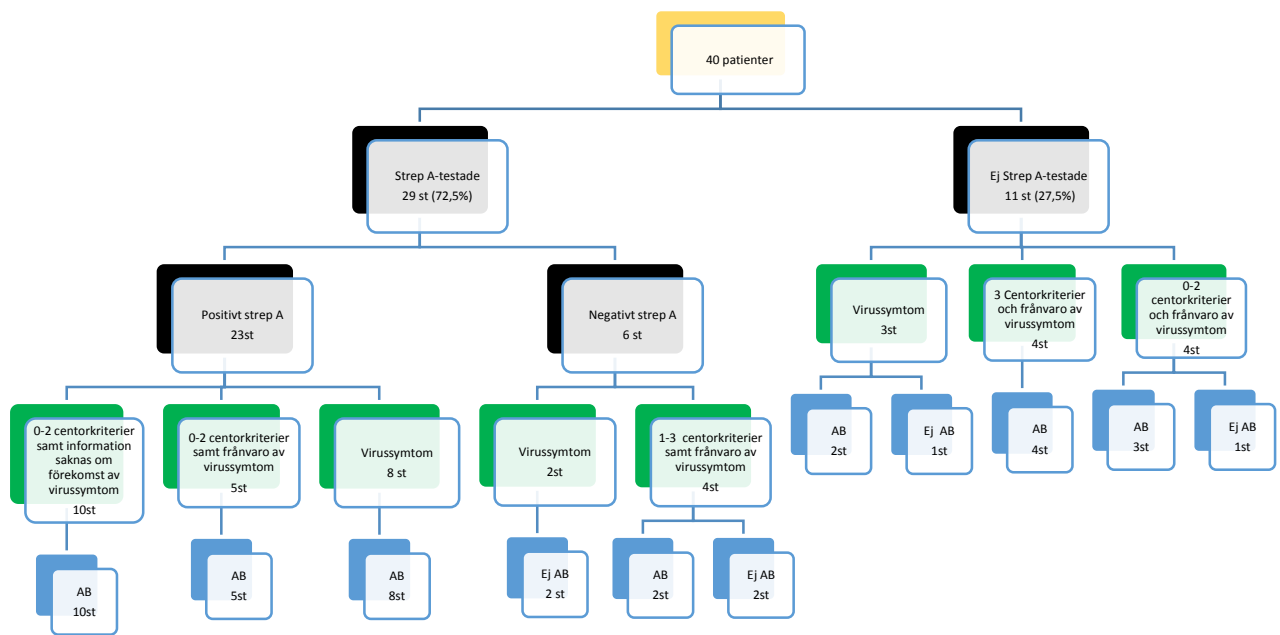 40 patienter
Strep A-testade
29 st (72,5%)
Ej Strep A-testade
11 st (27,5%)
Positivt strep A
23st
Negativt strep A
6 st
Virussymtom
3st
3 Centorkriterier
och frånvaro av
virussymtom
4st
0-2
centorkriterier
och frånvaro av
virussymtom
4st
0-2 centorkriterier
samt information
saknas om
förekomst av
virussymtom
10st
0-2 centorkriterier
samt frånvaro av
virussymtom
5st
Virussymtom
8 st
Virussymtom
2st
1-3 centorkriterier
samt frånvaro av
virussymtom
4st
AB
2st
Ej AB
1st
AB
4st
AB
3st
Ej AB
1st
AB
10st
AB
5st
AB
8st
Ej AB
2 st
AB
2st
Ej AB
2st